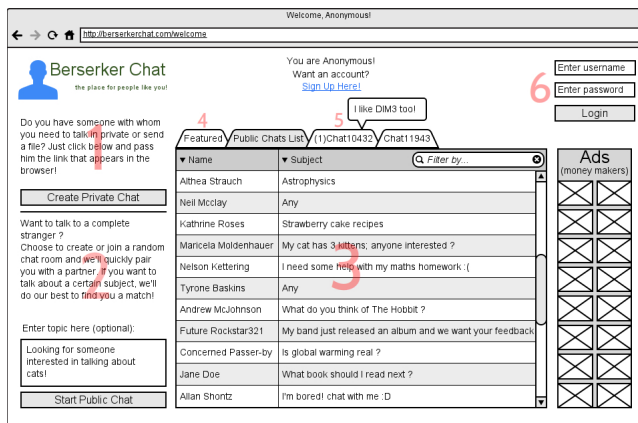 Welcome, Anonymous!
http://berserkerchat.com/welcome
Berserker Chat
the place for people like you!
You are Anonymous!
Want an account?
Sign Up Here!
Enter username
Enter password
6
Login
Do you have someone with whom
you need to talk in private or send
a file? Just click below and pass
him the link that appears in the
browser!
1
Create Private Chat
Want to talk to a complete
stranger ?
Choose to create or join a random
chat room and we'll quickly pair
you with a partner. If you want to
talk about a certain subject, we'll
do our best to find you a match!
2
Enter topic here (optional):
Looking for someone
interested in talking about
cats!
Start Public Chat
4
5
I like DIM3 too!
Featured Public Chats List (1)Chat10432 Chat11943
▼ Name ▼ Subject Filter by...
Althea Strauch Astrophysics
Neil Mcclay Any
Kathrine Roses Strawberry cake recipes
Maricela Moldenhauer My cat has 3 kittens; anyone interested ?
Nelson Kettering I need some help with my maths homework :(
3
Tyrone Baskins Any
Andrew McJohnson What do you think of The Hobbit ?
Future Rockstar321 My band just released an album and we want your feedback
Concerned Passer-by Is global warming real ?
Jane Doe What book should I read next ?
Allan Shontz I'm bored! chat with me :D
Ads
(money makers)